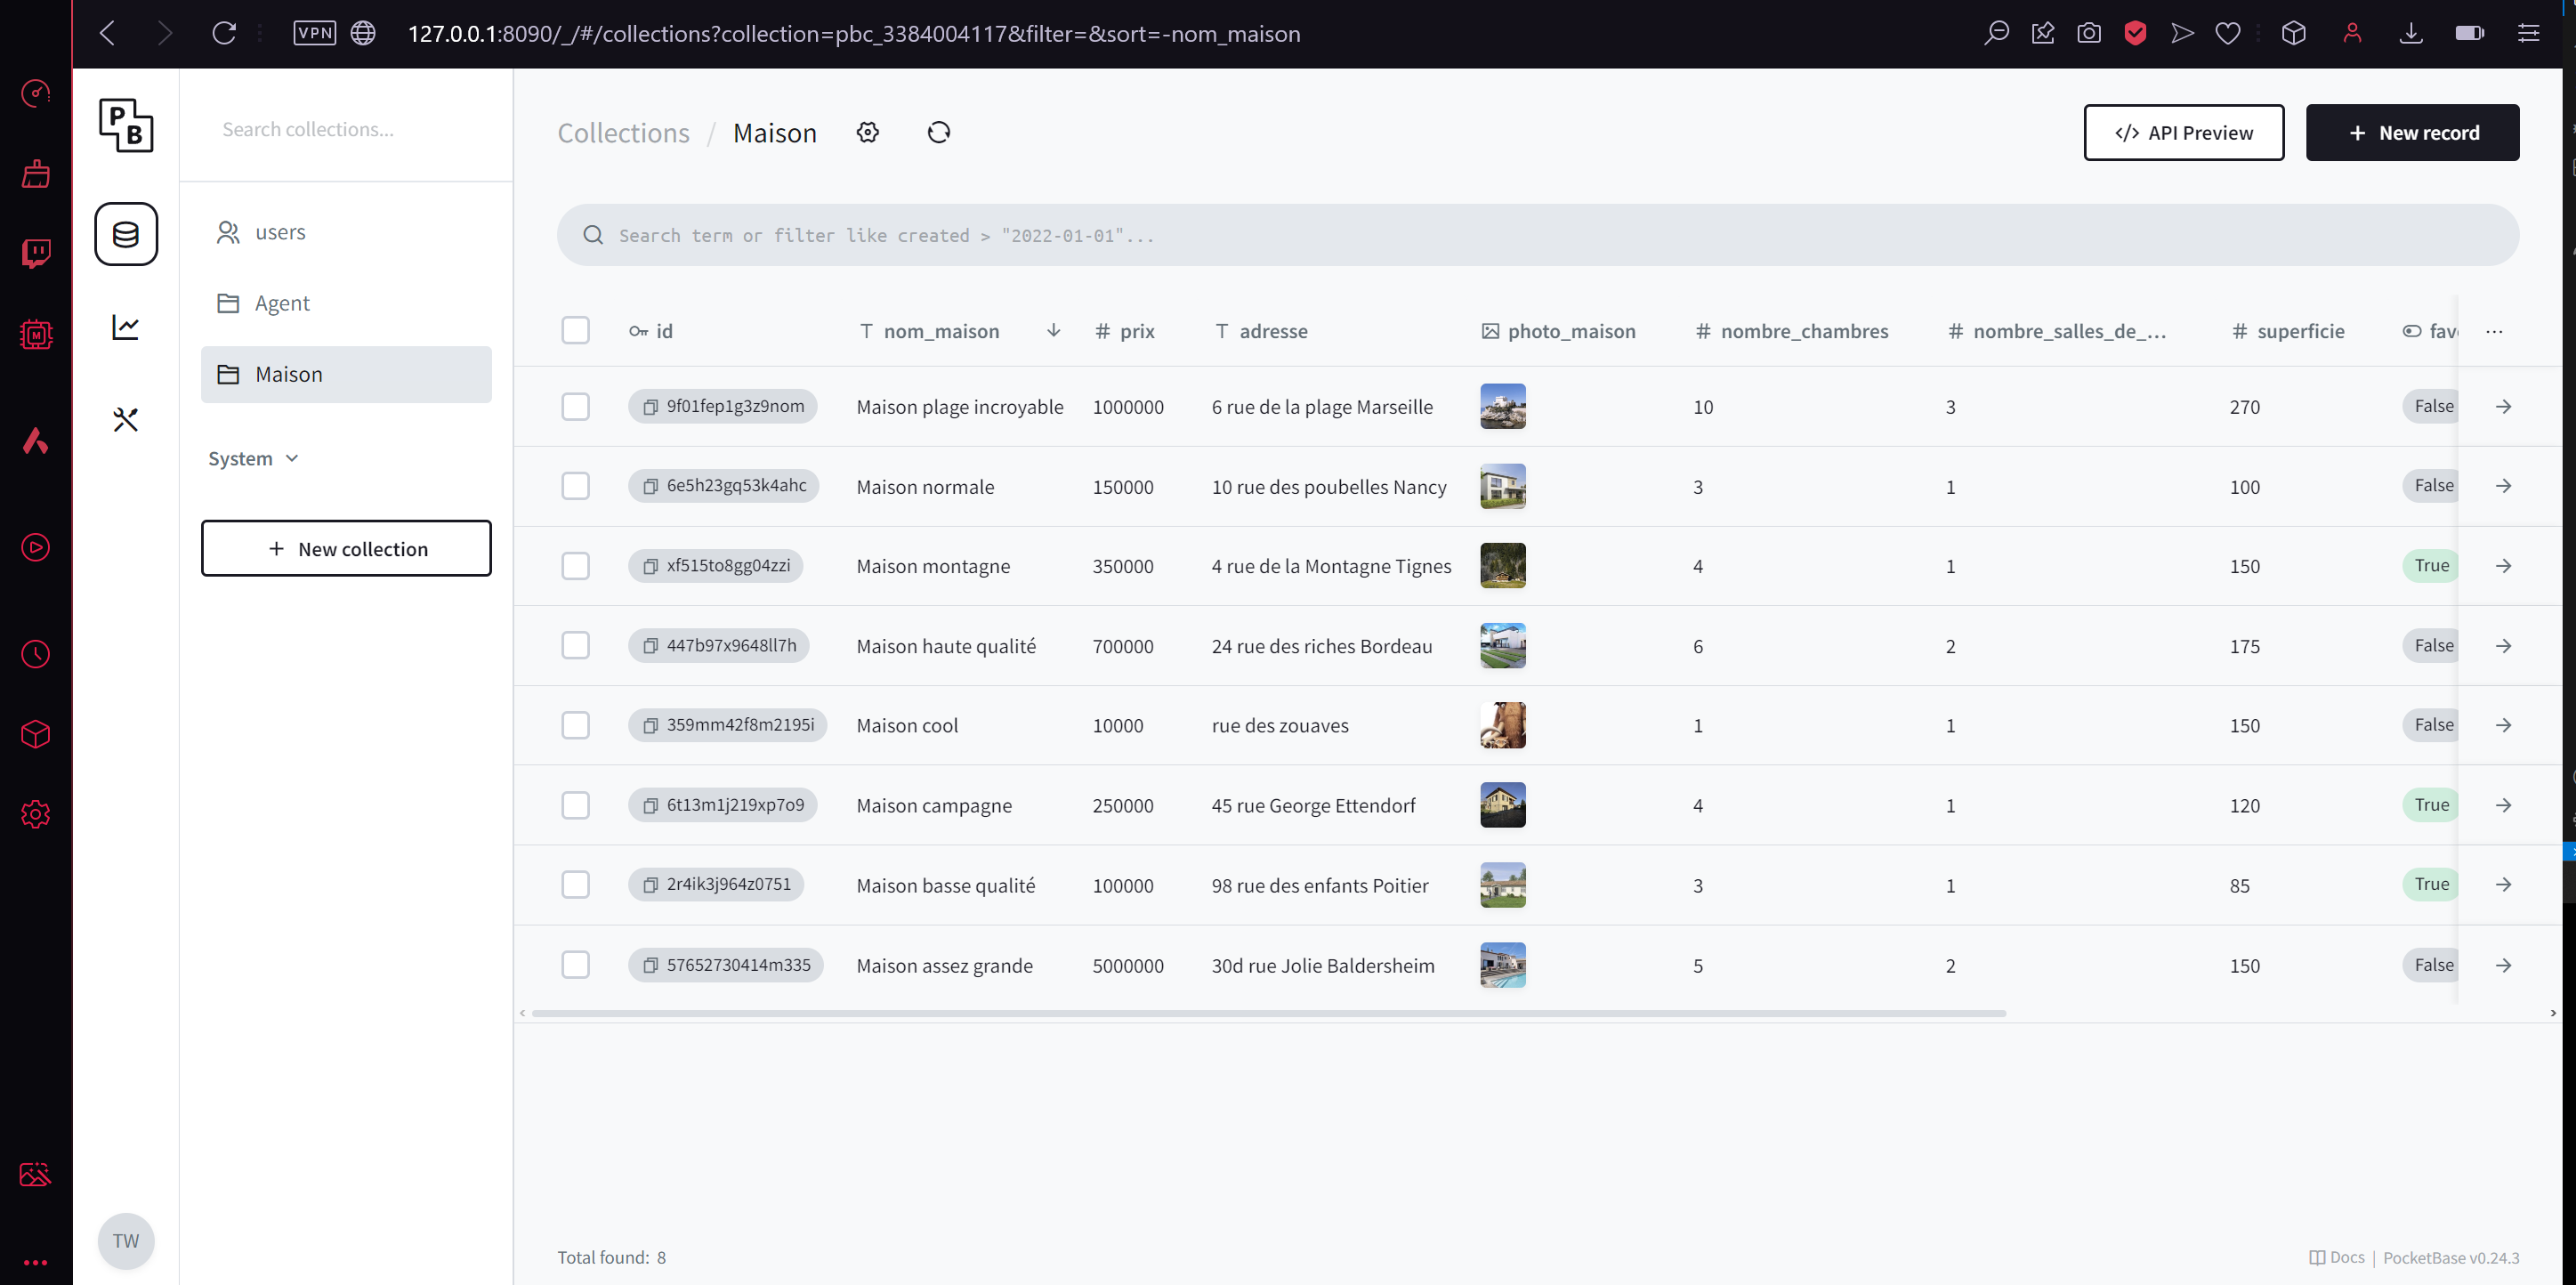 VPN 127.0.0.1:8090/_/#/collections?collection=pbc_3384004117&filter=&sort=-nom_maison
PB
Search collections...
users
Agent
Maison
System
+ New collection
TW
Collections / Maison
</> API Preview
+ New record
Search term or filter like created > "2022-01-01"...
id nom_maison # prix adresse photo_maison # nombre_chambres # nombre_salles_de_... # superficie fav ...
9f01fep1g3z9nom Maison plage incroyable 1000000 6 rue de la plage Marseille 10 3 270 False
6e5h23gq53k4ahc Maison normale 150000 10 rue des poubelles Nancy 3 1 100 False
xf515to8gg04zzi Maison montagne 350000 4 rue de la Montagne Tignes 4 1 150 True
447b97x9648ll7h Maison haute qualité 700000 24 rue des riches Bordeau 6 2 175 False
359mm42f8m2195i Maison cool 10000 rue des zouaves 1 1 150 False
6t13m1j219xp7o9 Maison campagne 250000 45 rue George Ettendorf 4 1 120 True
2r4ik3j964z0751 Maison basse qualité 100000 98 rue des enfants Poitier 3 1 85 True
57652730414m335 Maison assez grande 5000000 30d rue Jolie Baldersheim 5 2 150 False
Total found: 8
Docs | PocketBase v0.24.3